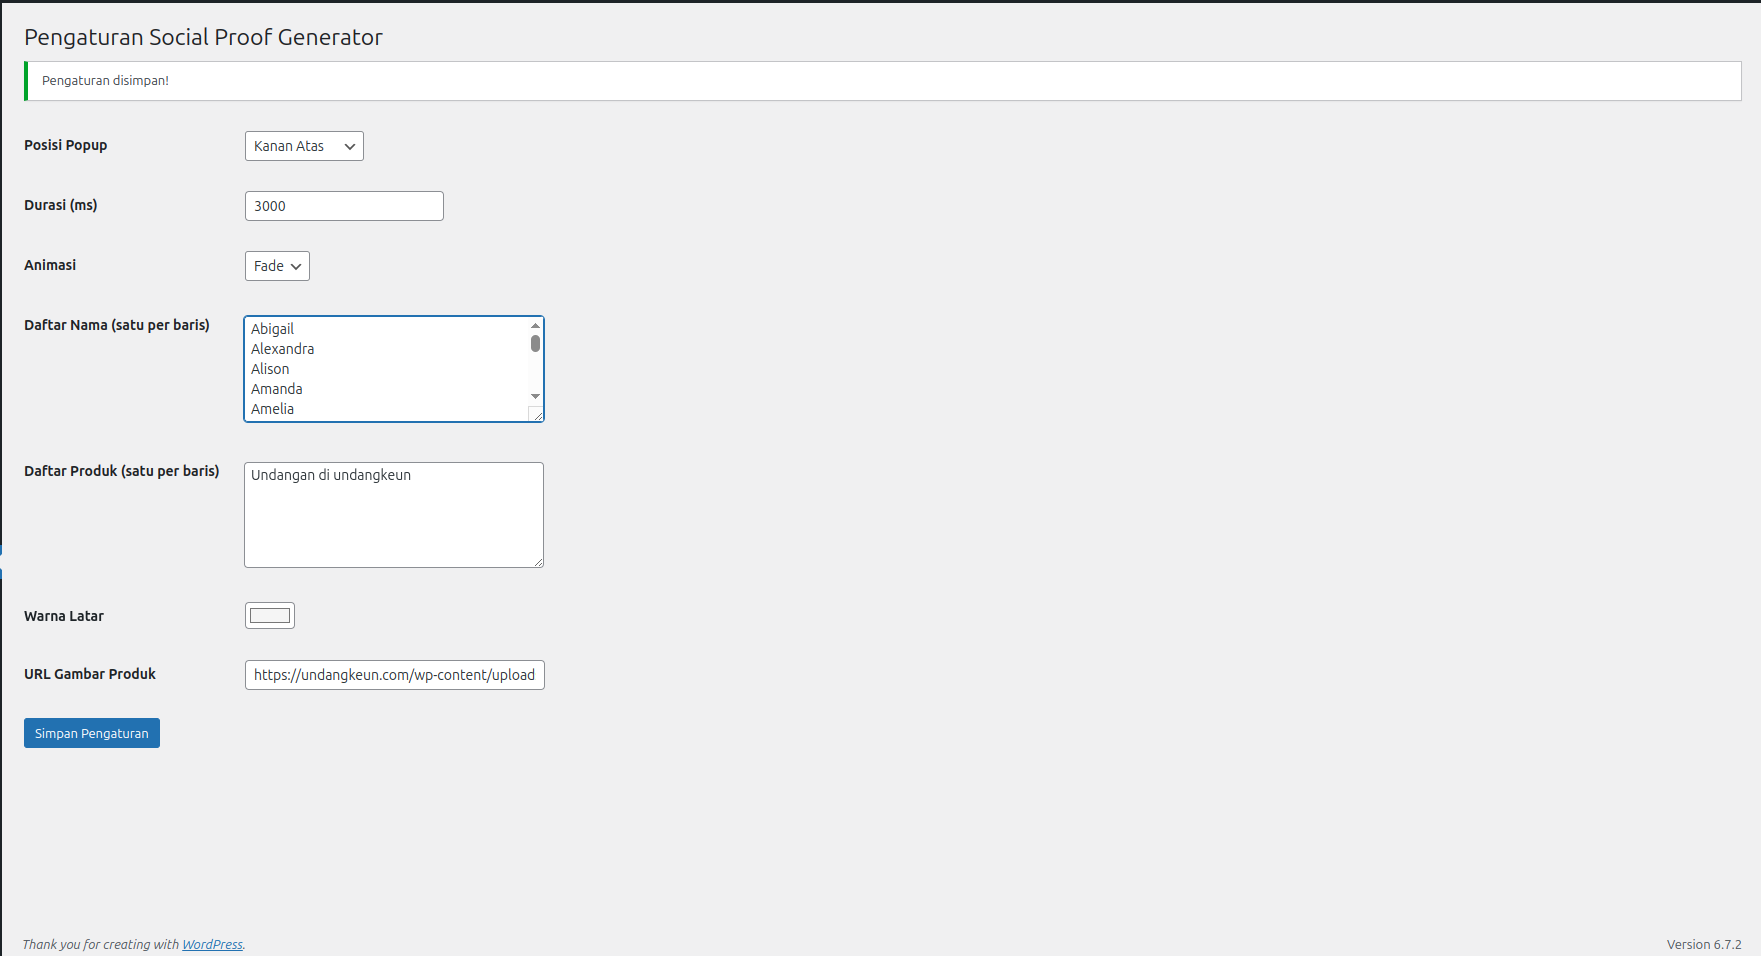 Pengaturan Social Proof Generator
Pengaturan disimpan!
Posisi Popup
Kanan Atas
Durasi (ms)
3000
Animasi
Fade
Daftar Nama (satu per baris)
Abigail
Alexandra
Alison
Amanda
Amelia
Daftar Produk (satu per baris)
Undangan di undangkeun
Warna Latar
URL Gambar Produk
https://undangkeun.com/wp-content/upload
Simpan Pengaturan
Thank you for creating with WordPress.
Version 6.7.2